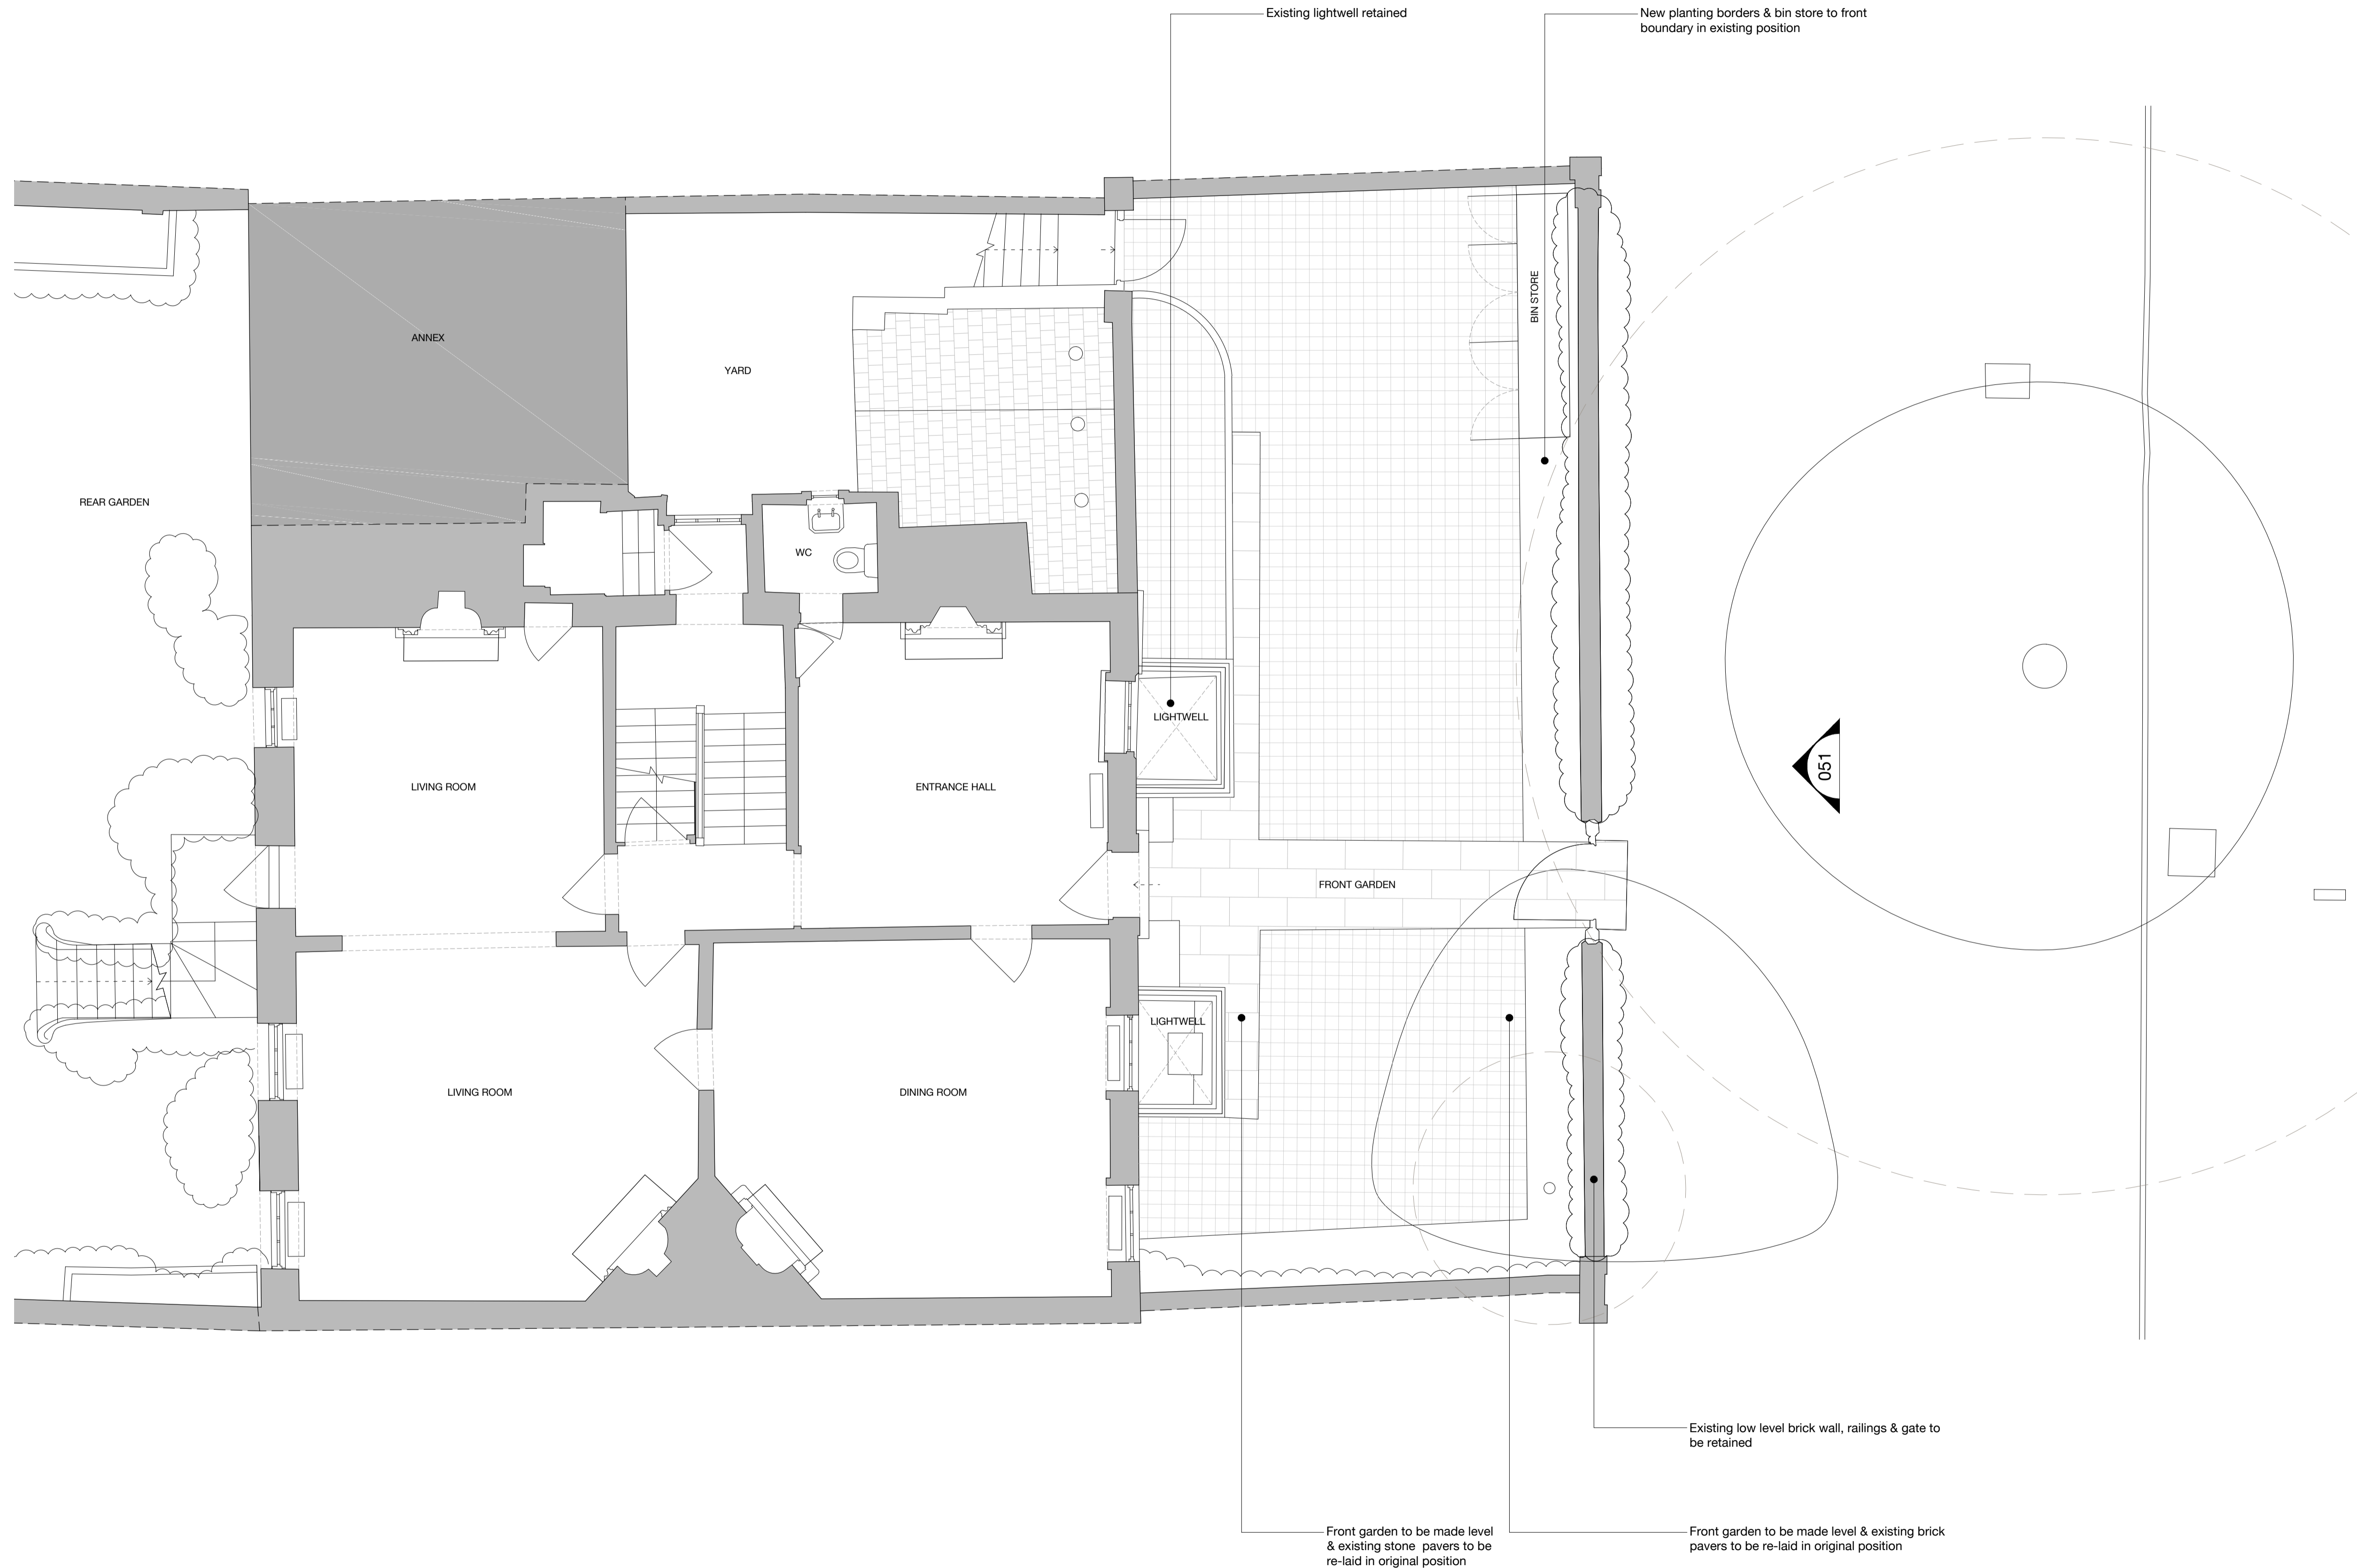 Existing lightwell retained
New planting borders & bin store to front
boundary in existing position
BIN STORE
ANNEX
YARD
REAR GARDEN
WC
LIGHTWELL
051
LIVING ROOM
ENTRANCE HALL
FRONT GARDEN
LIGHTWELL
LIVING ROOM
DINING ROOM
Existing low level brick wall, railings & gate to
be retained
Front garden to be made level
& existing stone pavers to be
re-laid in original position
Front garden to be made level & existing brick
pavers to be re-laid in original position